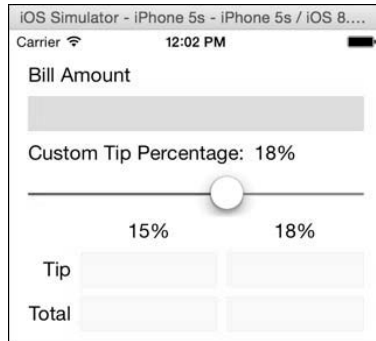 iOS Simulator - iPhone 5s - iPhone 5s / iOS 8....
Carrier 12:02 PM
Bill Amount
Custom Tip Percentage: 18%
15% 18%
Tip
Total